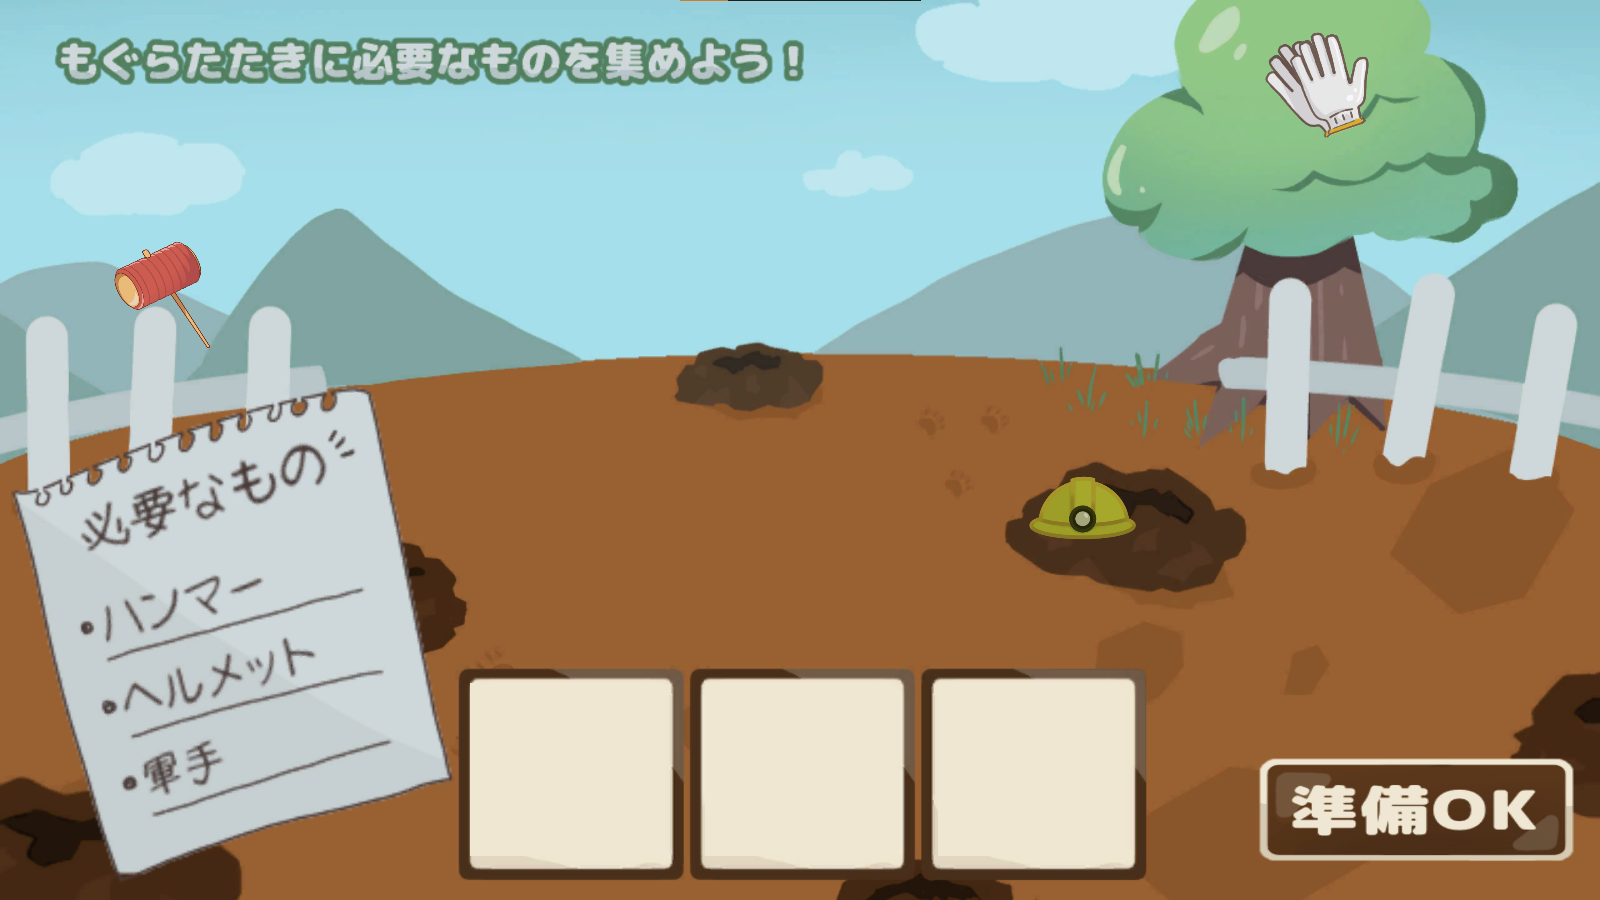 もぐらたたきに必要なものを集めよう！
必要なもの
・ハンマー
・ヘルメット
・軍手
準備OK